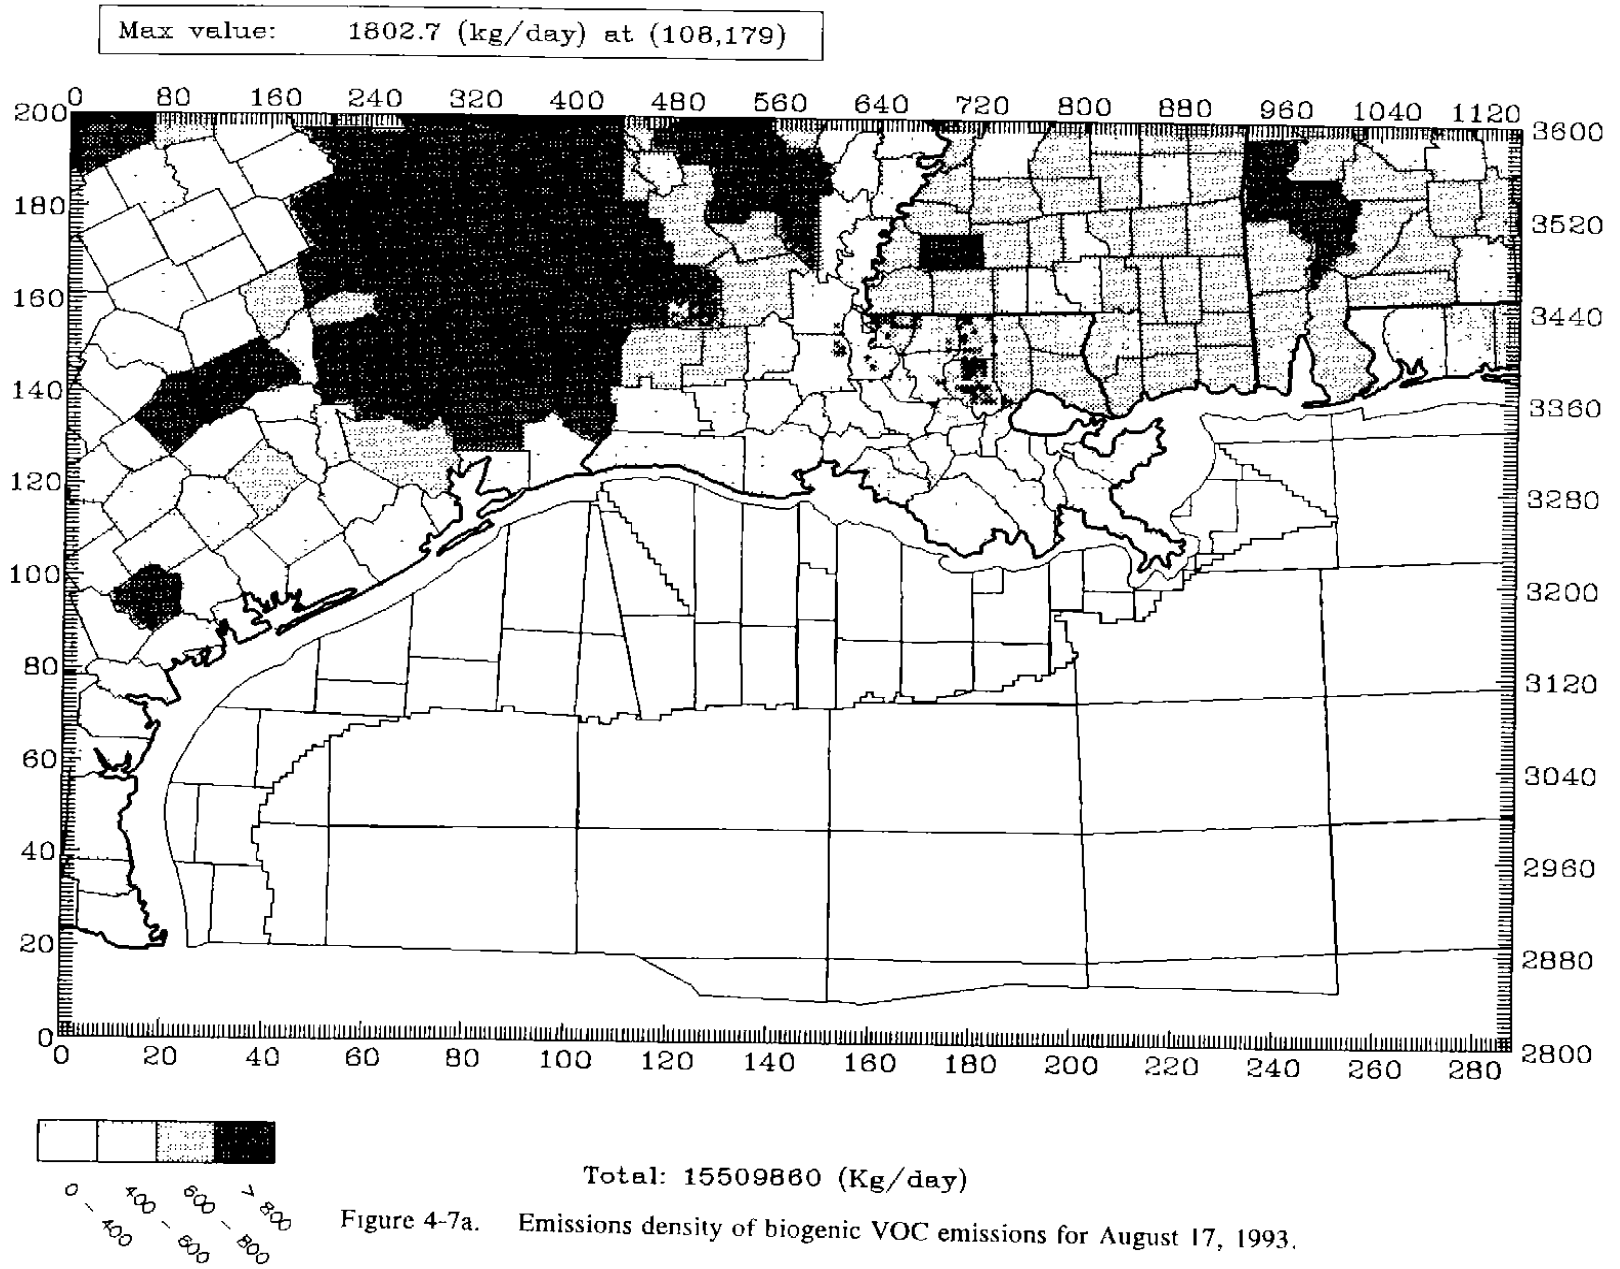 Max value: 1802.7 (kg/day) at (108,179)
0 80 160 240 320 400 480 560 640 720 800 880 960 1040 1120
200 3600
180 3520
160 3440
140 3360
120 3280
100 3200
80 3120
60 3040
40 2960
20 2880
0 2800
0 20 40 60 80 100 120 140 160 180 200 220 240 260 280
0 - 400
400 - 600
600 - 800
> 800
Total: 15509860 (Kg/day)
Figure 4-7a. Emissions density of biogenic VOC emissions for August 17, 1993.